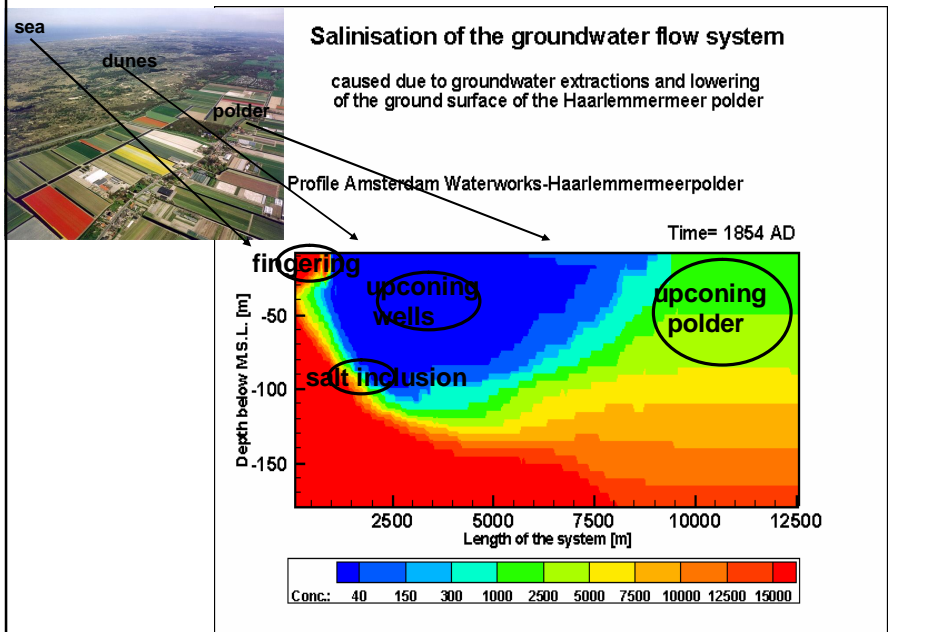 sea
dunes
polder
Salinisation of the groundwater flow system
caused due to groundwater extractions and lowering
of the ground surface of the Haarlemmermeer polder
Profile Amsterdam Waterworks-Haarlemmermeerpolder
Time= 1854 AD
fingering
upconing
wells
upconing
polder
salt inclusion
Depth below M.S.L. [m]
-50
-100
-150
2500 5000 7500 10000 12500
Length of the system [m]
Conc.: 40 150 300 1000 2500 5000 7500 10000 12500 15000